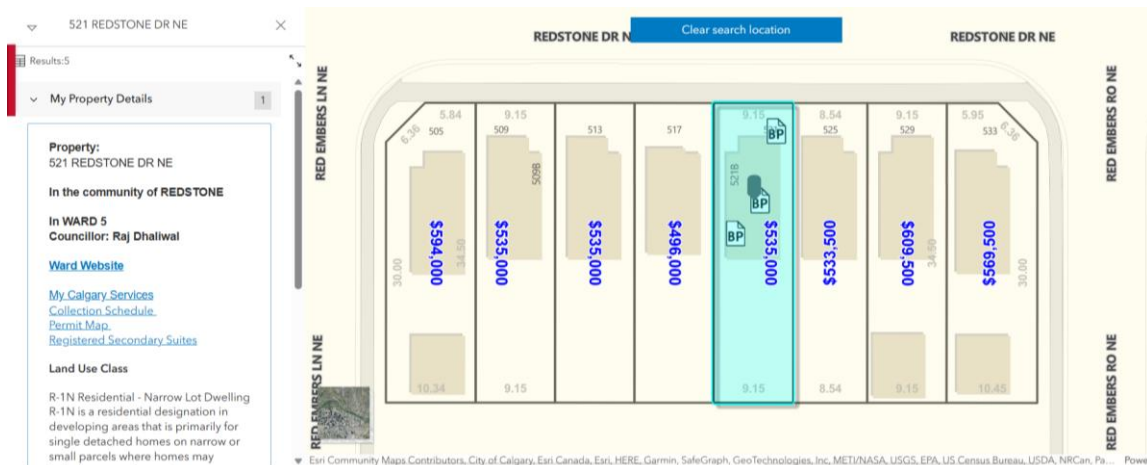 521 REDSTONE DR NE
Results:5
My Property Details
1
Property:
521 REDSTONE DR NE
In the community of REDSTONE
In WARD 5
Councillor: Raj Dhaliwal
Ward Website
My Calgary Services
Collection Schedule
Permit Map
Registered Secondary Suites
Land Use Class
R-1N Residential - Narrow Lot Dwelling
R-1N is a residential designation in
developing areas that is primarily for
single detached homes on narrow or
small parcels where homes may
REDSTONE DR N
Clear search location
REDSTONE DR NE
RED EMBERS LN NE
RED EMBERS RO NE
5.84
9.15
9.15
8.54
9.15
5.95
6.36
505
509
513
517
525
529
533
6.36
BP
509B
521B
BP
BP
$594,000
$535,000
$535,000
$496,000
$535,000
$533,500
$609,500
$569,500
30.00
34.50
34.50
30.00
RED EMBERS LN NE
RED EMBERS RO NE
10.34
9.15
9.15
8.54
9.15
10.45
Esri Community Maps Contributors, City of Calgary, Esri Canada, Esri, HERE, Garmin, SafeGraph, GeoTechnologies, Inc, METI/NASA, USGS, EPA, US Census Bureau, USDA, NRCan, Pa... Powe